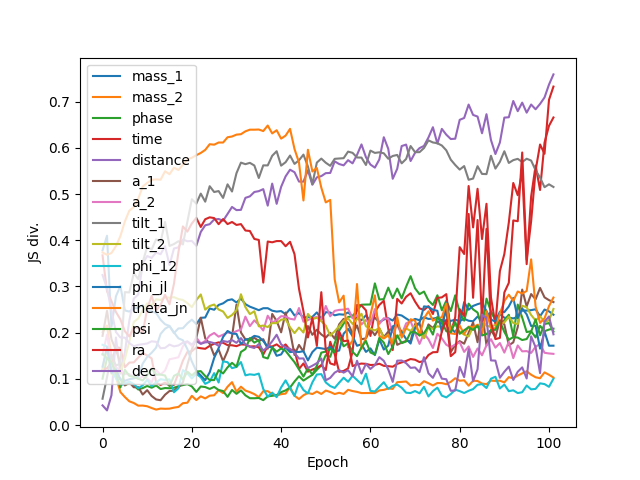 JS div.
0.7
0.6
0.5
0.4
0.3
0.2
0.1
0.0
mass_1
mass_2
phase
time
distance
a_1
a_2
tilt_1
tilt_2
phi_12
phi_jl
theta_jn
psi
ra
dec
0 20 40 60 80 100
Epoch